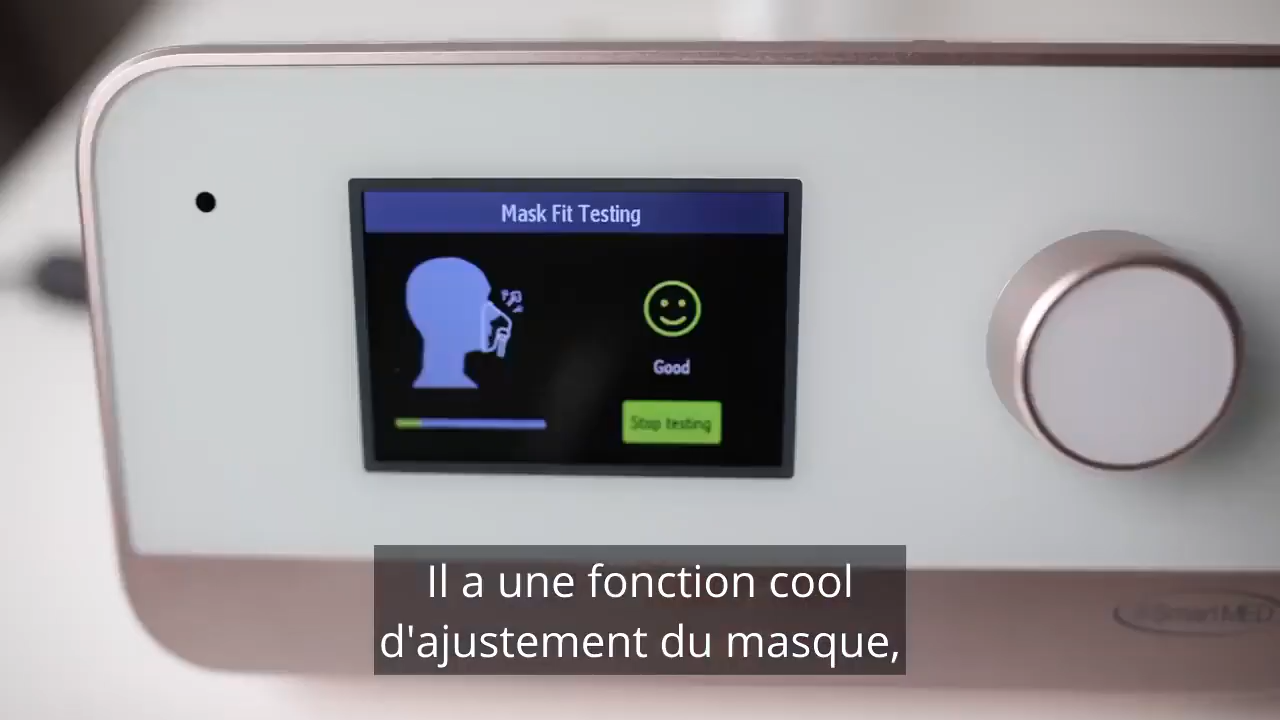 Mask Fit Testing
Good
Stop testing
Il a une fonction cool
d'ajustement du masque,